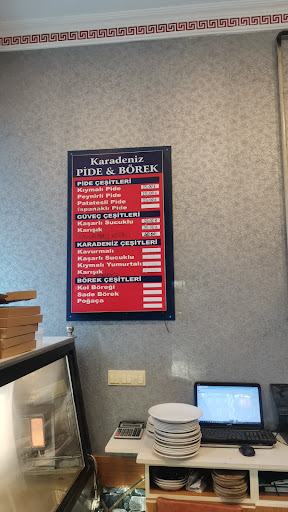 Karadeniz
PİDE & BÖREK
PİDE ÇEŞİTLERİ
Kıymalı Pide
Peynirli Pide
Patatesli Pide
Ispanaklı Pide
GÜVEÇ ÇEŞİTLERİ
Kaşarlı Sucuklu
Karışık
KARADENİZ ÇEŞİTLERİ
Kavurmalı
Kaşarlı Sucuklu
Kıymalı Yumurtalı
Karışık
BÖREK ÇEŞİTLERİ
Kol Böreği
Sade Börek
Poğaça